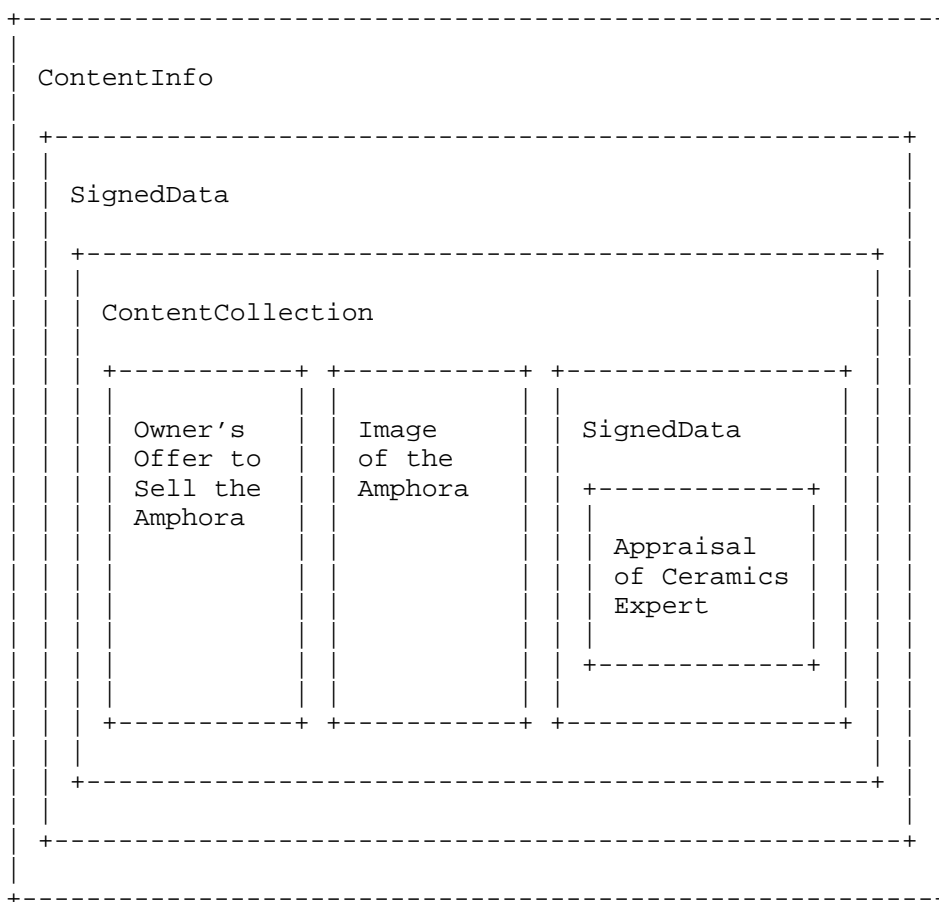 ContentInfo
SignedData
ContentCollection
Owner's
Offer to
Sell the
Amphora
Image
of the
Amphora
SignedData
Appraisal
of Ceramics
Expert